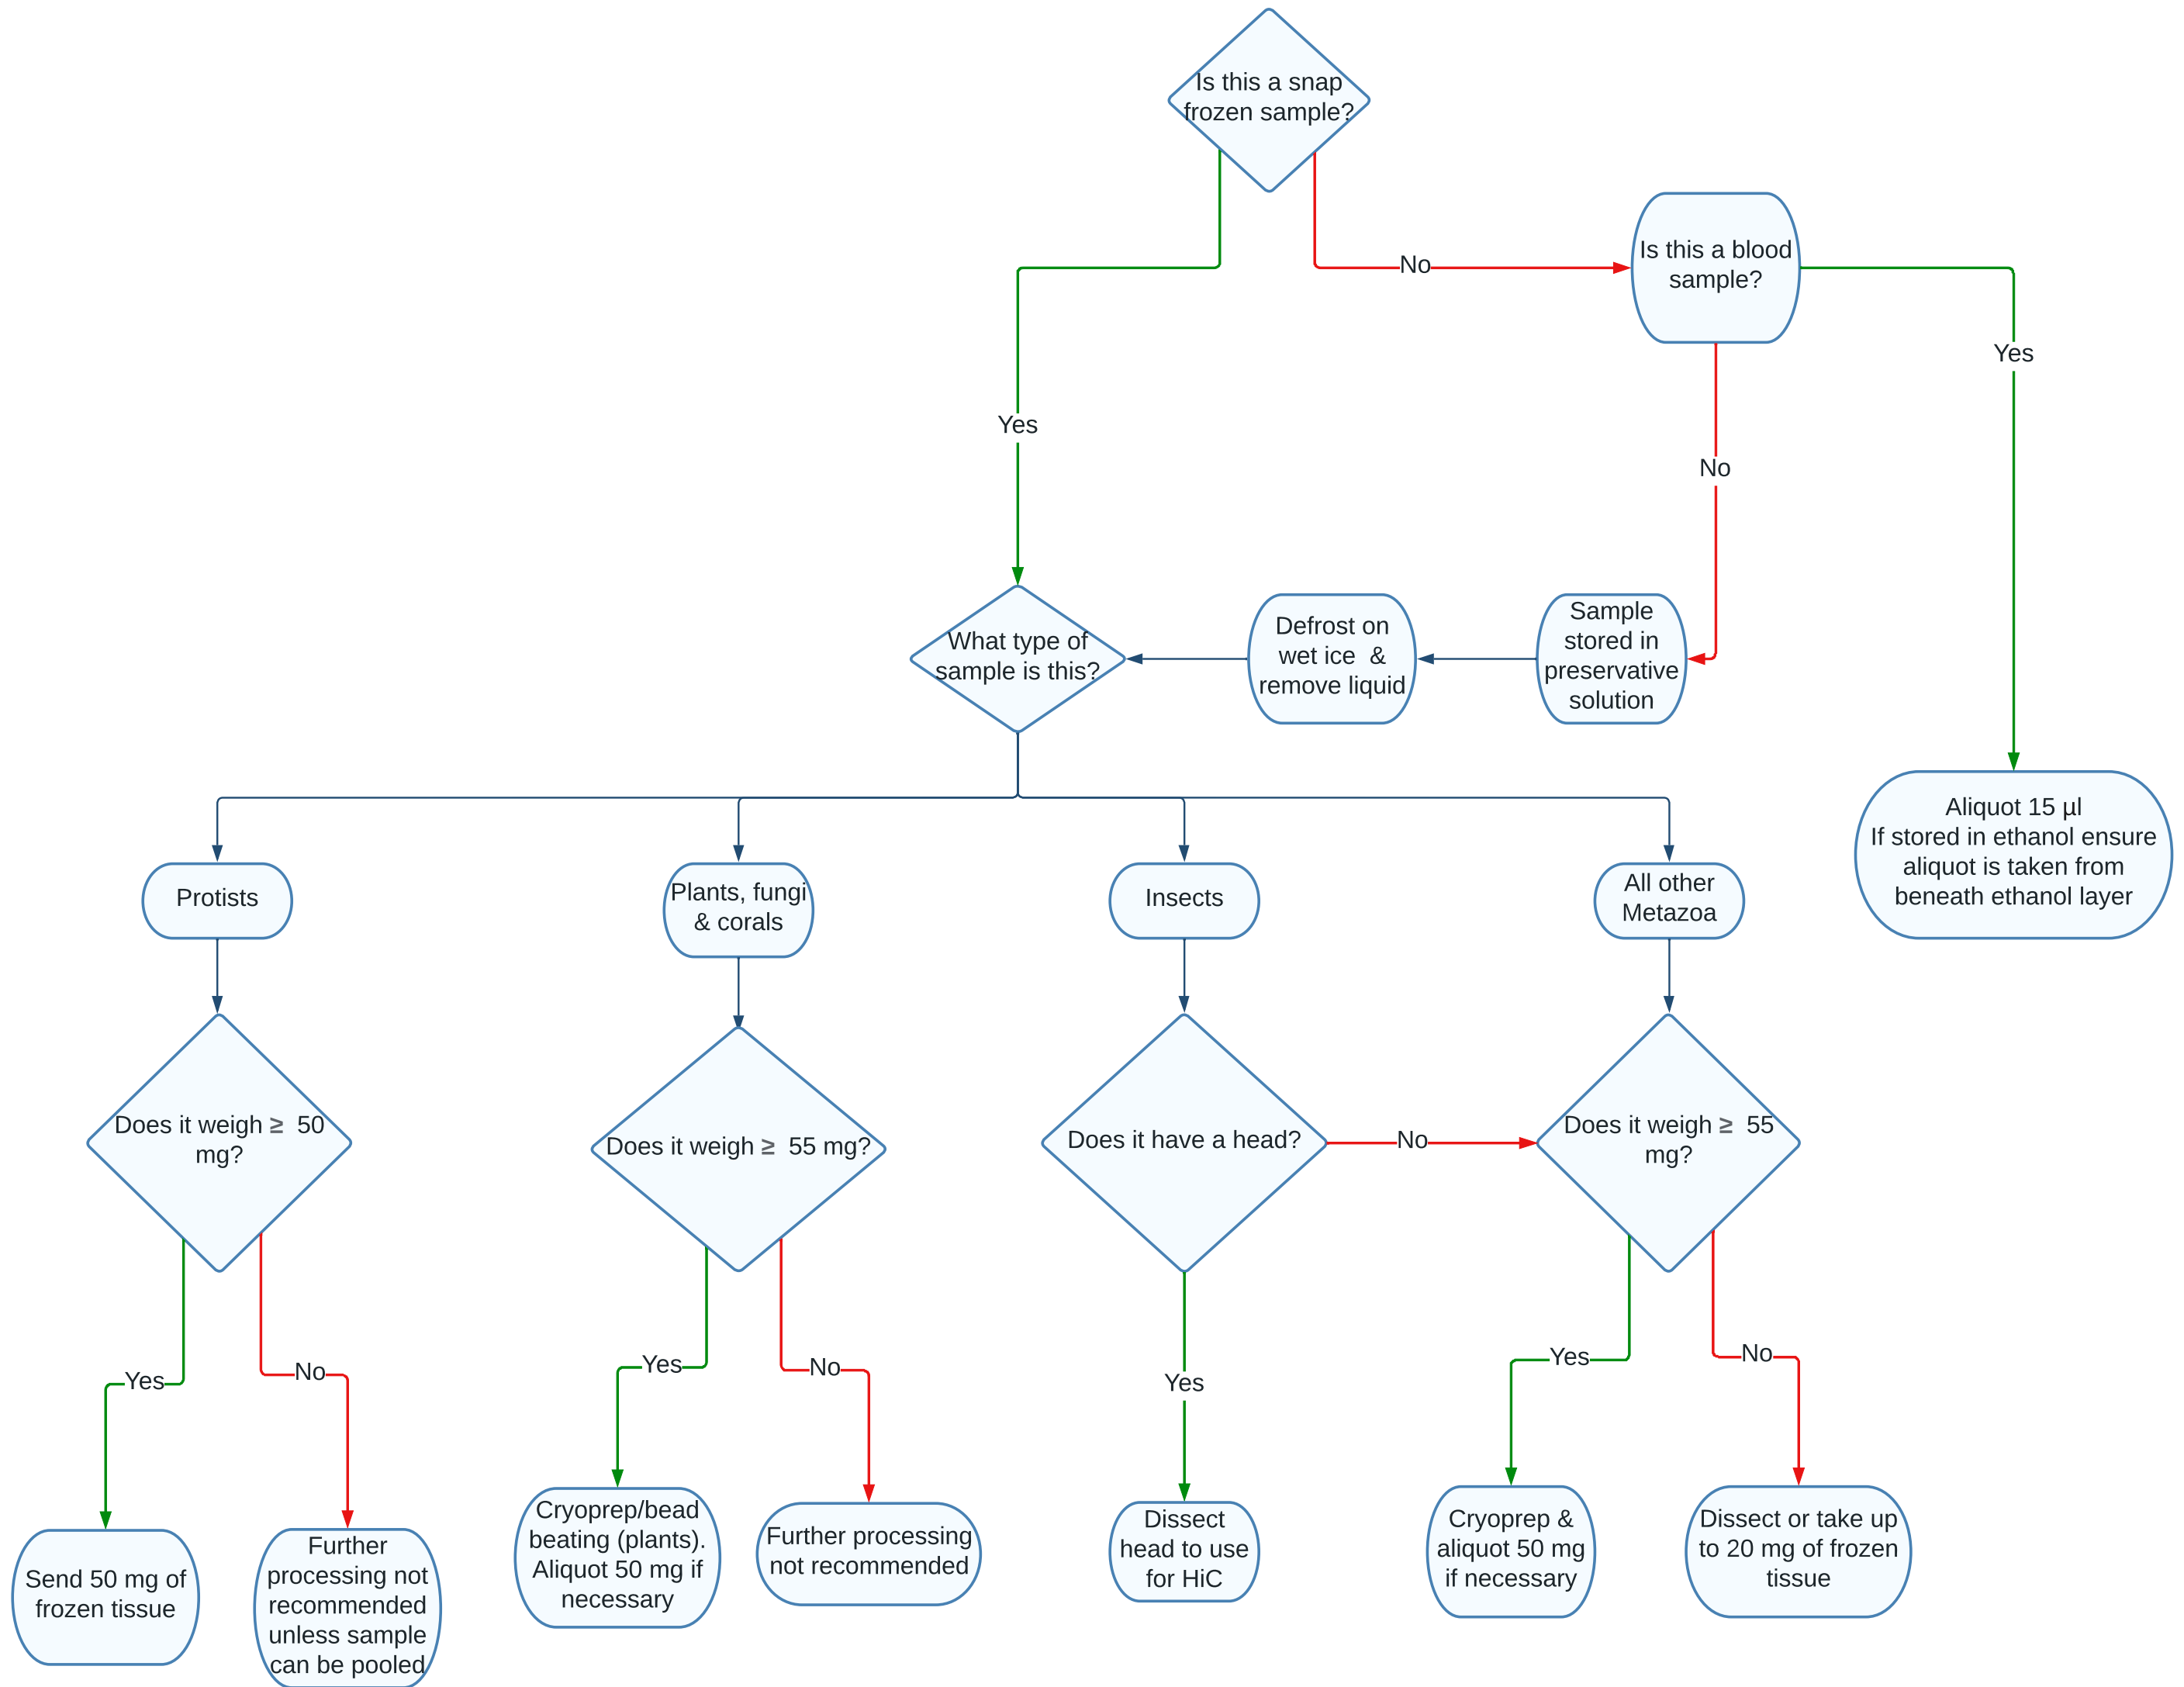 Is this a snap
frozen sample?
No
Is this a blood
sample?
Yes
Yes
No
What type of
sample is this?
Defrost on
wet ice  &
remove liquid
Sample
stored in
preservative
solution
Aliquot 15 µl
If stored in ethanol ensure
aliquot is taken from
beneath ethanol layer
Protists
Plants, fungi
& corals
Insects
All other
Metazoa
Does it weigh ≥  50
mg?
Does it weigh ≥  55 mg?
Does it have a head?
No
Does it weigh ≥  55
mg?
Yes
No
Yes
No
Yes
Yes
No
Send 50 mg of
frozen tissue
Further
processing not
recommended
unless sample
can be pooled
Cryoprep/bead
beating (plants).
Aliquot 50 mg if
necessary
Further processing
not recommended
Dissect
head to use
for HiC
Cryoprep &
aliquot 50 mg
if necessary
Dissect or take up
to 20 mg of frozen
tissue